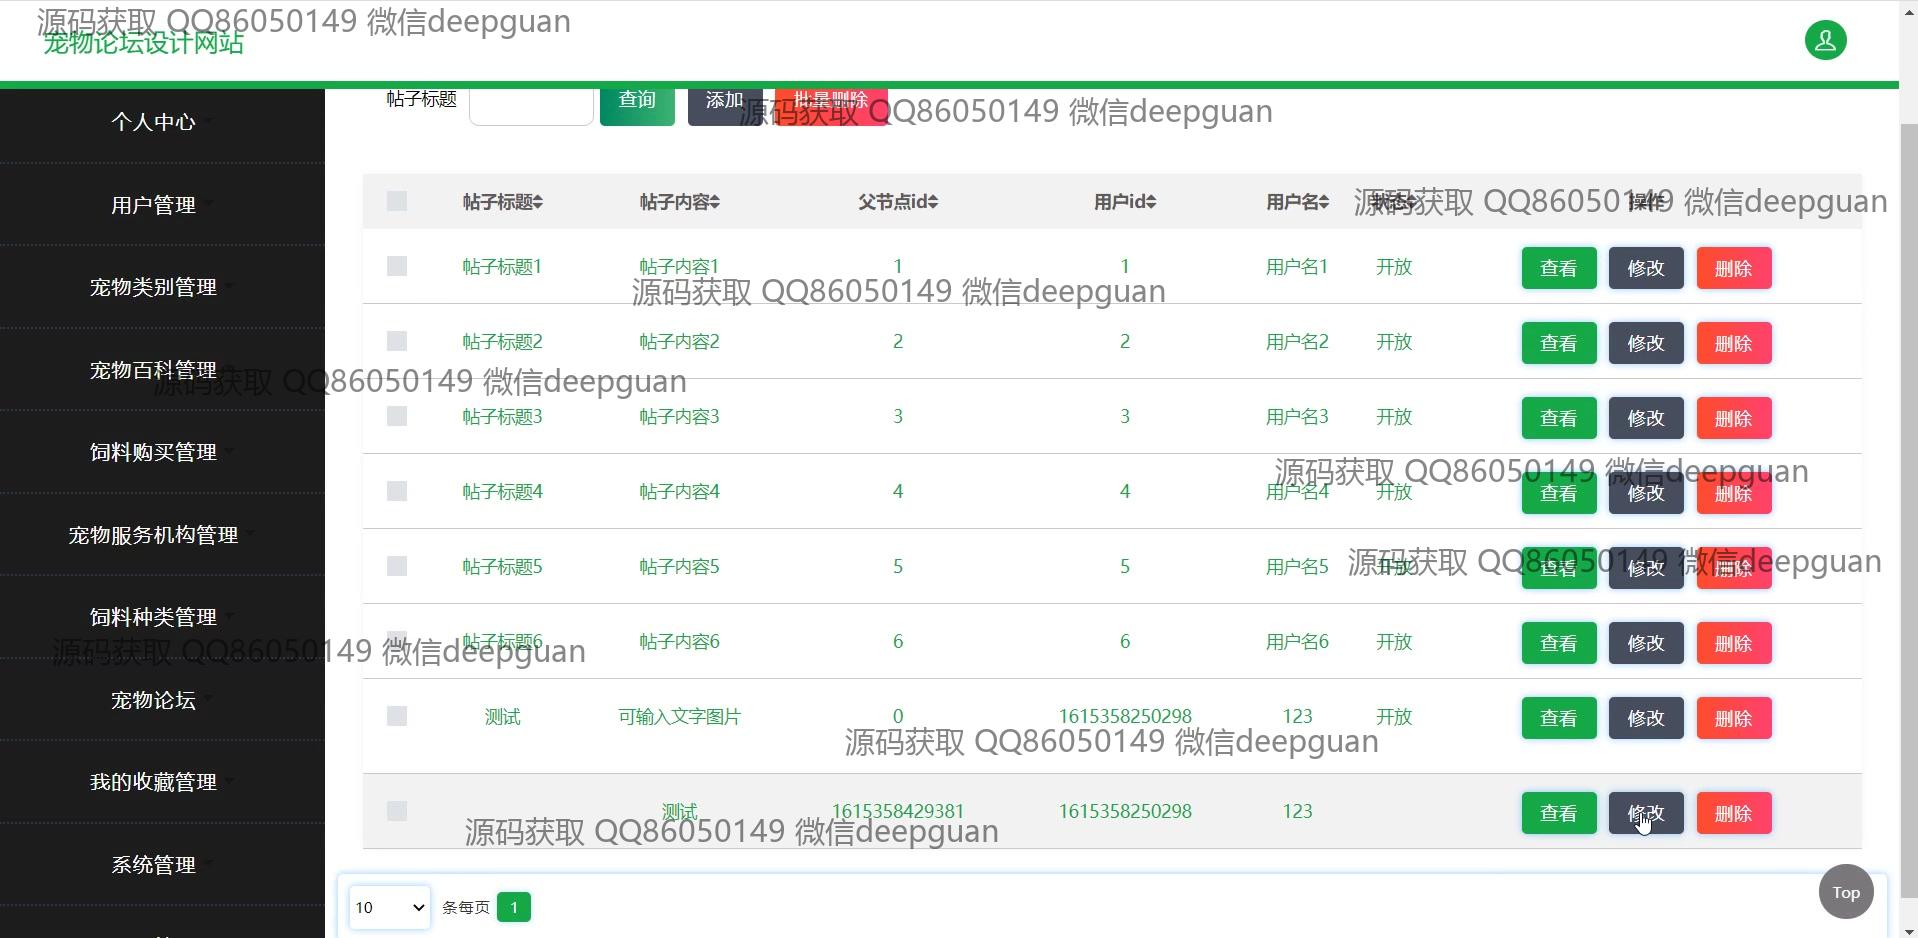 源码获取 QQ86050149 微信deepguan
宠物论坛设计网站
帖子标题 查询 添加 批量删除
源码获取 QQ86050149 微信deepguan
个人中心
用户管理
宠物类别管理
宠物百科管理
饲料购买管理
宠物服务机构管理
饲料种类管理
宠物论坛
我的收藏管理
系统管理
帖子标题 帖子内容 父节点id 用户id 用户名 状态 操作
源码获取 QQ86050149 微信deepguan
帖子标题1 帖子内容1 1 1 用户名1 开放 查看 修改 删除
源码获取 QQ86050149 微信deepguan
帖子标题2 帖子内容2 2 2 用户名2 开放 查看 修改 删除
源码获取 QQ86050149 微信deepguan
帖子标题3 帖子内容3 3 3 用户名3 开放 查看 修改 删除
源码获取 QQ86050149 微信deepguan
帖子标题4 帖子内容4 4 4 用户名4 开放 查看 修改 删除
源码获取 QQ86050149 微信deepguan
帖子标题5 帖子内容5 5 5 用户名5 开放 查看 修改 删除
帖子标题6 帖子内容6 6 6 用户名6 开放 查看 修改 删除
源码获取 QQ86050149 微信deepguan
测试 可输入文字图片 0 1615358250298 123 开放 查看 修改 删除
源码获取 QQ86050149 微信deepguan
测试 1615358429381 1615358250298 123 查看 修改 删除
源码获取 QQ86050149 微信deepguan
10 条每页 1
Top